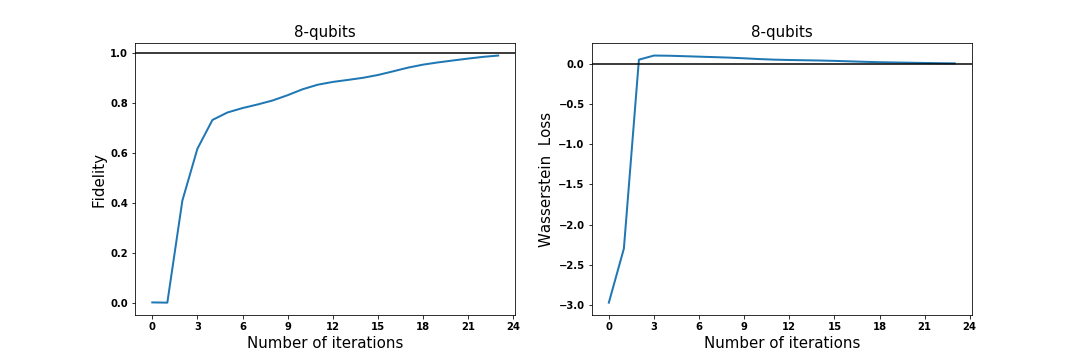 8-qubits
1.0
0.8
0.6
0.4
0.2
0.0
Fidelity
0 3 6 9 12 15 18 21 24
Number of iterations
8-qubits
0.0
−0.5
−1.0
−1.5
−2.0
−2.5
−3.0
Wasserstein Loss
0 3 6 9 12 15 18 21 24
Number of iterations